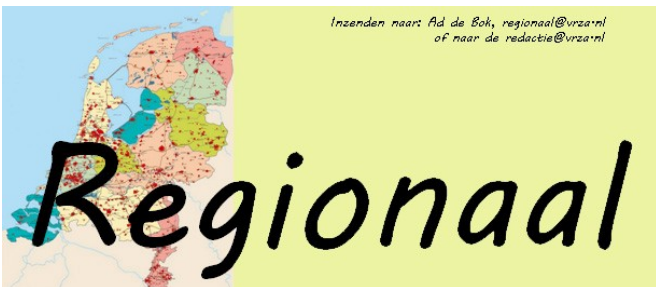 Inzenden naar: Ad de Bok, regionaal@vrza.nl
of naar de redactie@vrza.nl
Regionaal